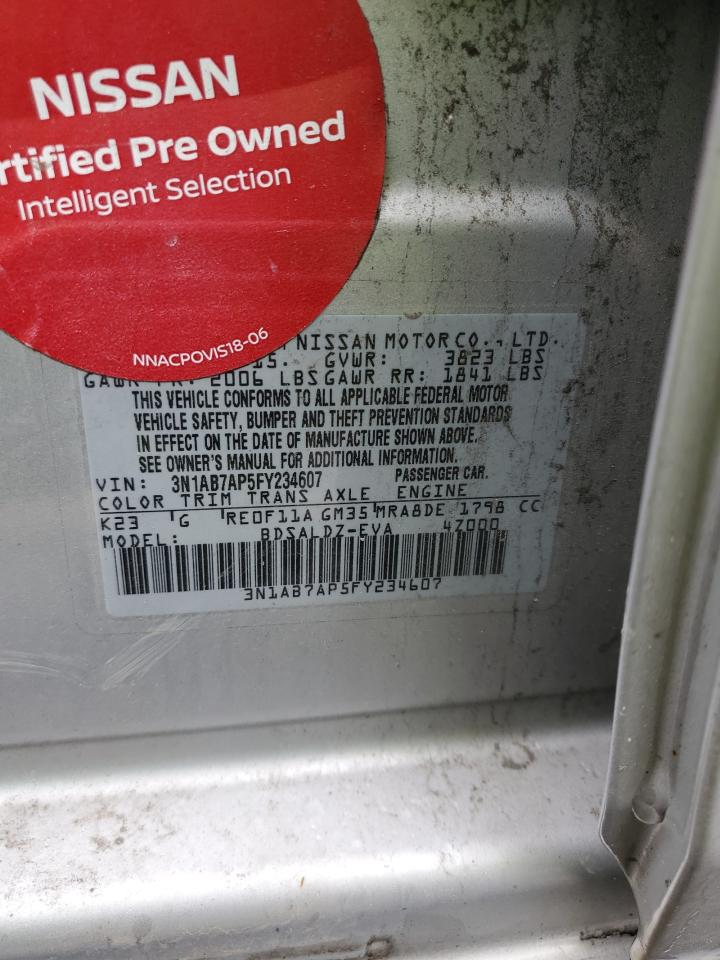 NISSAN
rtified Pre Owned
Intelligent Selection
NNACPOVIS18-06
NISSAN MOTOR CO., LTD.
15. GVWR: 3823 LBS
GAWR FR: 2006 LBS GAWR RR: 1841 LBS
THIS VEHICLE CONFORMS TO ALL APPLICABLE FEDERAL MOTOR
VEHICLE SAFETY, BUMPER AND THEFT PREVENTION STANDARDS
IN EFFECT ON THE DATE OF MANUFACTURE SHOWN ABOVE.
SEE OWNER'S MANUAL FOR ADDITIONAL INFORMATION.
VIN: 3N1AB7AP5FY234607 PASSENGER CAR.
COLOR TRIM TRANS AXLE ENGINE
K23 G RE0F11A GM35 MRA8DE 1798 CC
MODEL: BDSALDZ-EVA 4Z000
3N1AB7AP5FY234607